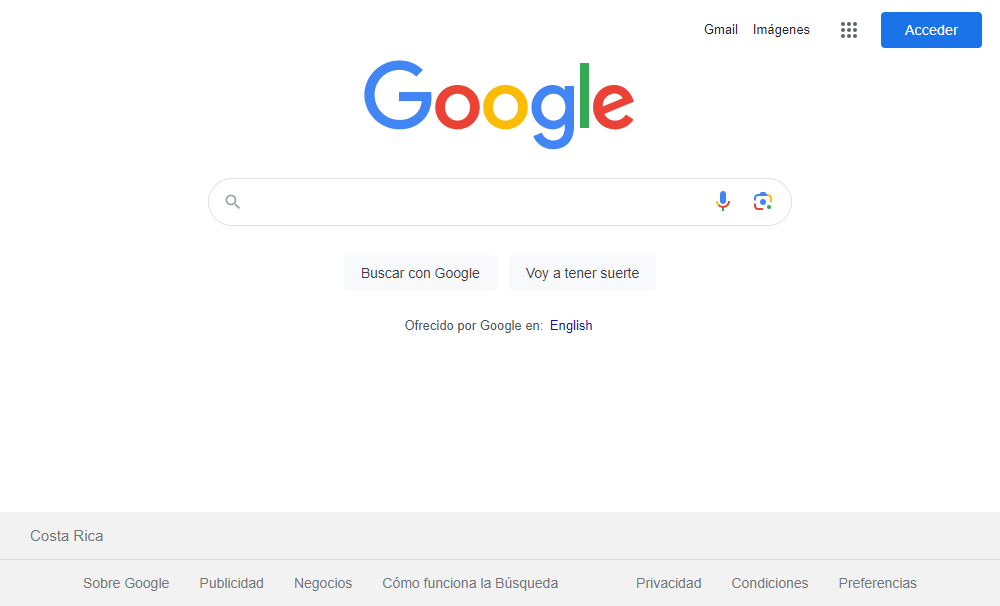 Gmail Imágenes Acceder
Google
Buscar con Google Voy a tener suerte
Ofrecido por Google en: English
Costa Rica
Sobre Google Publicidad Negocios Cómo funciona la Búsqueda Privacidad Condiciones Preferencias